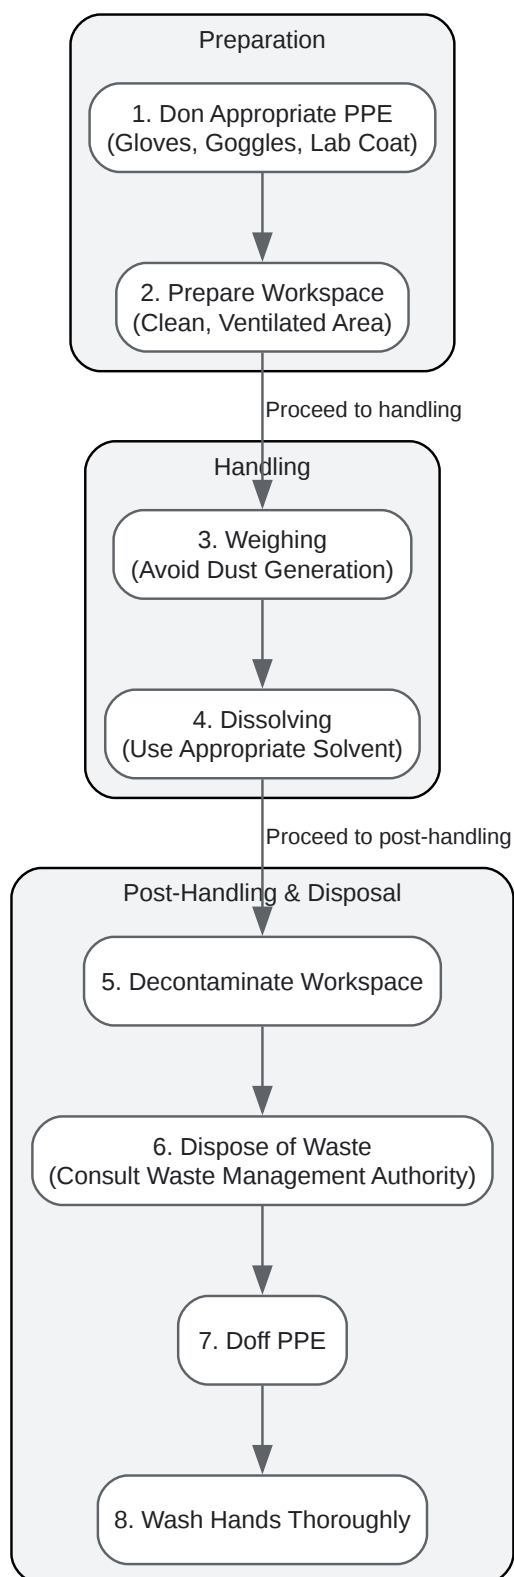 Preparation
1. Don Appropriate PPE
(Gloves, Goggles, Lab Coat)
2. Prepare Workspace
(Clean, Ventilated Area)
Proceed to handling
Handling
3. Weighing
(Avoid Dust Generation)
4. Dissolving
(Use Appropriate Solvent)
Proceed to post-handling
Post-Handling & Disposal
5. Decontaminate Workspace
6. Dispose of Waste
(Consult Waste Management Authority)
7. Doff PPE
8. Wash Hands Thoroughly